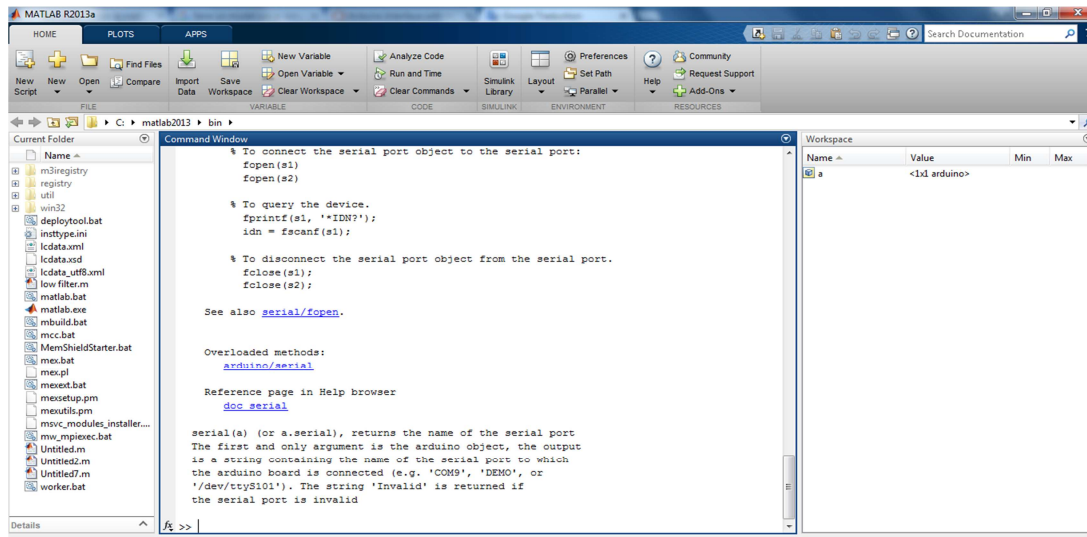 MATLAB R2013a
HOME PLOTS APPS Search Documentation
New Script
New
Open
Find Files
Compare
Import Data
Save Workspace
New Variable
Open Variable
Clear Workspace
Analyze Code
Run and Time
Clear Commands
Simulink Library
Layout
Preferences
Set Path
Parallel
Help
Community
Request Support
Add-Ons
FILE VARIABLE CODE SIMULINK ENVIRONMENT RESOURCES
C: matlab2013 bin
Current Folder
Name
m3iregistry
registry
util
win32
deploytool.bat
insttype.ini
lcdata.xml
lcdata.xsd
lcdata_utf8.xml
low filter.m
matlab.bat
matlab.exe
mbuild.bat
mcc.bat
MemShieldStarter.bat
mex.bat
mex.pl
mexext.bat
mexsetup.pm
mexutils.pm
msvc_modules_installer....
mw_mpiexec.bat
Untitled.m
Untitled2.m
Untitled7.m
worker.bat
Details
Command Window
% To connect the serial port object to the serial port:
fopen(s1)
fopen(s2)
% To query the device.
fprintf(s1, '*IDN?');
idn = fscanf(s1);
% To disconnect the serial port object from the serial port.
fclose(s1);
fclose(s2);
See also serial/fopen.
Overloaded methods:
arduino/serial
Reference page in Help browser
doc serial
serial(a) (or a.serial), returns the name of the serial port
The first and only argument is the arduino object, the output
is a string containing the name of the serial port to which
the arduino board is connected (e.g. 'COM9', 'DEMO', or
'/dev/ttyS101'). The string 'Invalid' is returned if
the serial port is invalid
fx >>
Workspace
Name Value Min Max
a <1x1 arduino>